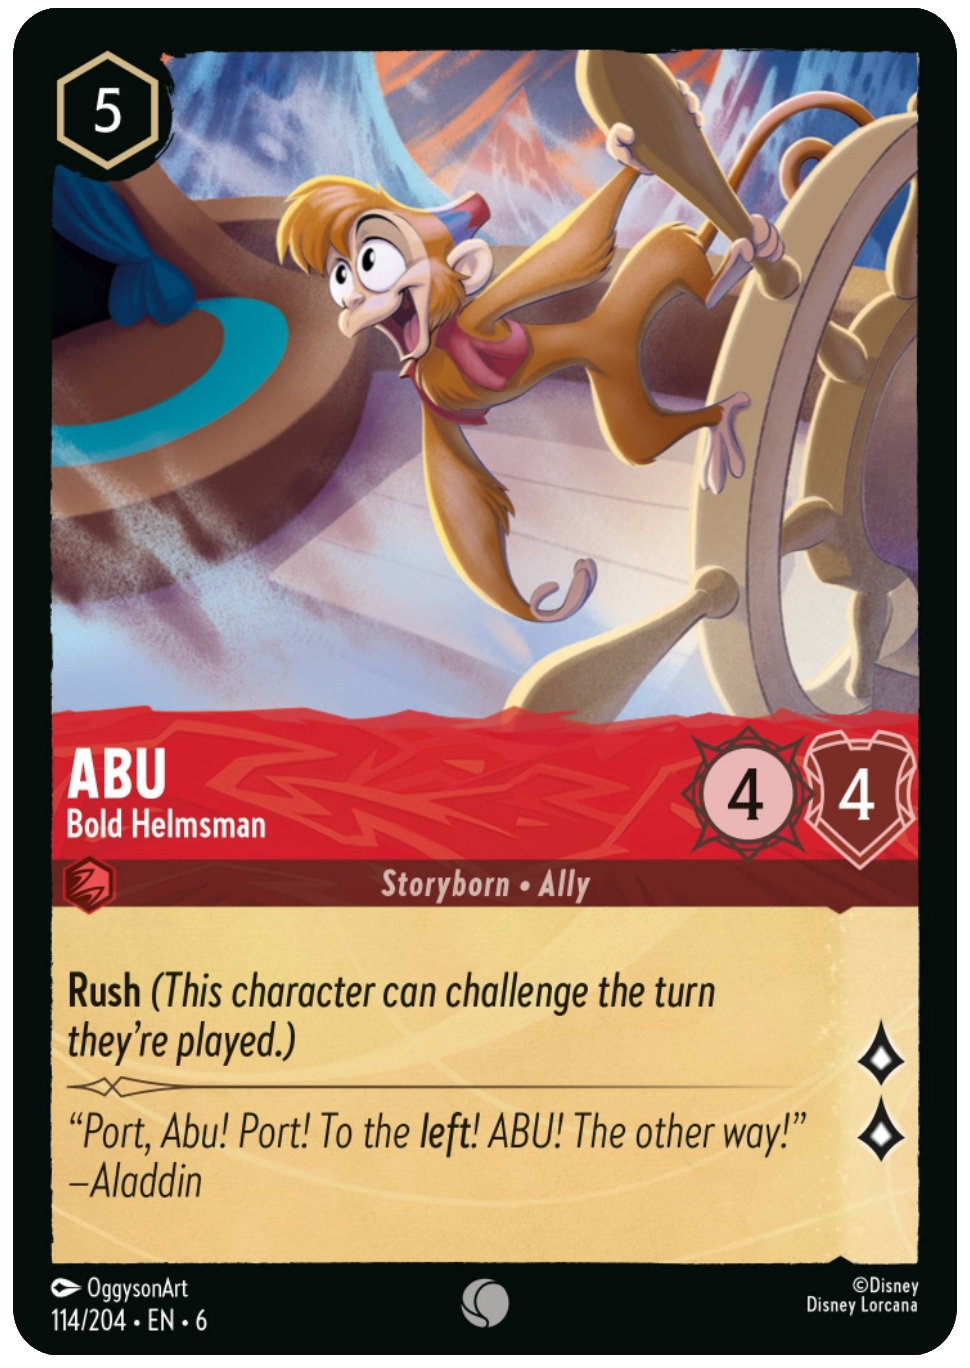 5
ABU
Bold Helmsman
4
4
Storyborn • Ally
Rush (This character can challenge the turn
they're played.)
“Port, Abu! Port! To the left! ABU! The other way!”
–Aladdin
OggysonArt
114/204 • EN • 6
©Disney
Disney Lorcana